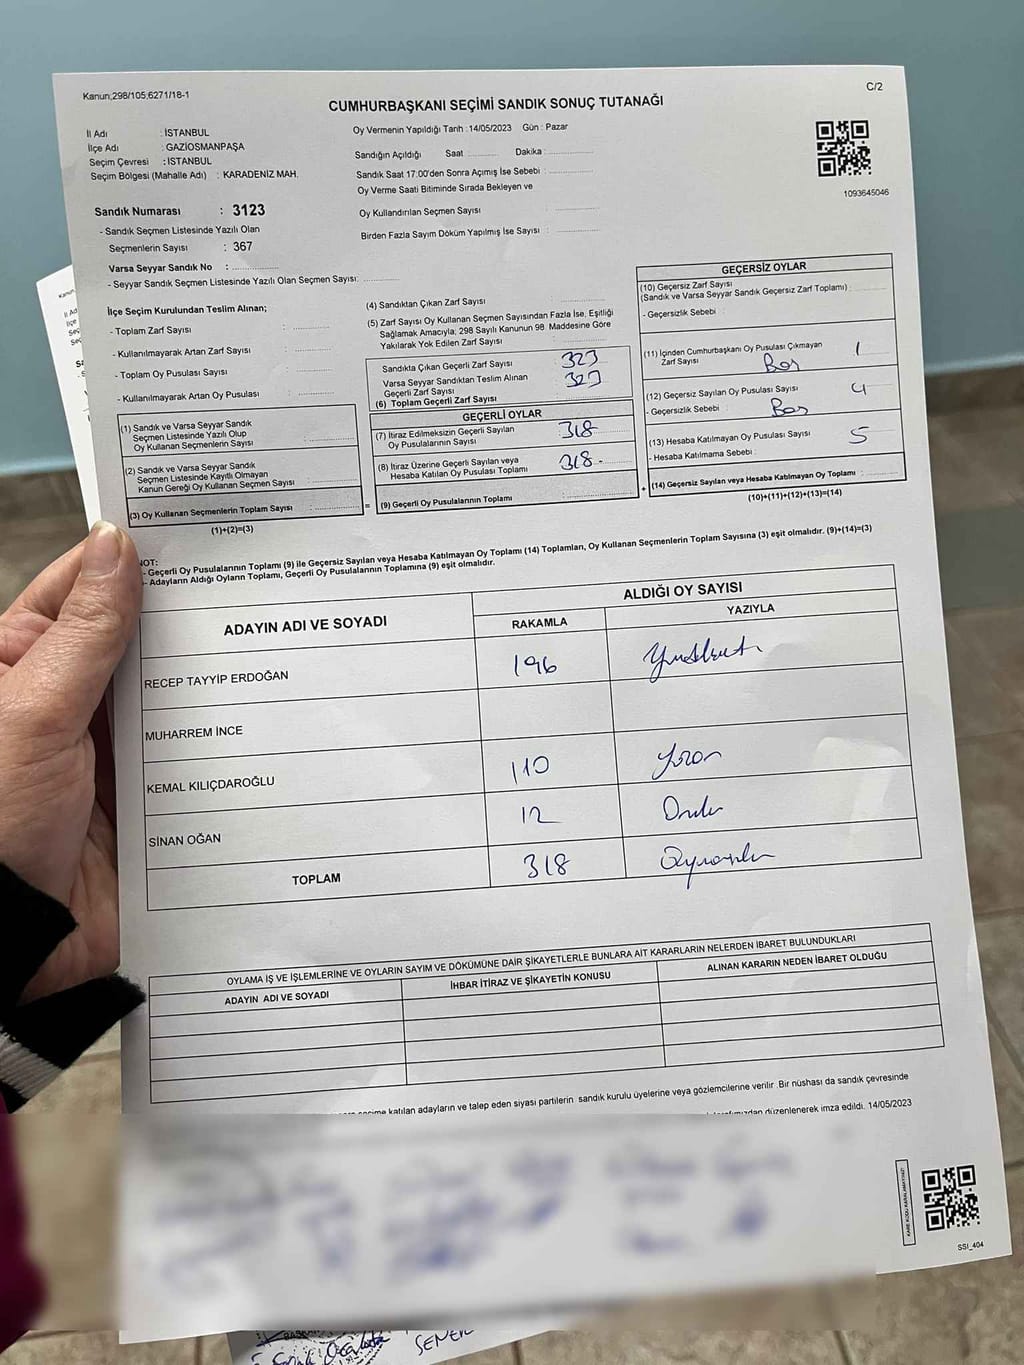 Kanun;298/105;6271/18-1
C/2
CUMHURBAŞKANI SEÇİMİ SANDIK SONUÇ TUTANAĞI
İl Adı : İSTANBUL
İlçe Adı : GAZİOSMANPAŞA
Seçim Çevresi : İSTANBUL
Seçim Bölgesi (Mahalle Adı) : KARADENİZ MAH.
Sandık Numarası : 3123
- Sandık Seçmen Listesinde Yazılı Olan
Seçmenlerin Sayısı : 367
Varsa Seyyar Sandık No :
- Seyyar Sandık Seçmen Listesinde Yazılı Olan Seçmen Sayısı:
Oy Vermenin Yapıldığı Tarih :14/05/2023 Gün : Pazar
Sandığın Açıldığı Saat : Dakika :
Sandık Saat 17:00'den Sonra Açımış İse Sebebi :
Oy Verme Saati Bitiminde Sırada Bekleyen ve
Oy Kullandırılan Seçmen Sayısı :
Birden Fazla Sayım Döküm Yapılmış İse Sayısı :
1093645046
İlçe Seçim Kurulundan Teslim Alınan;
- Toplam Zarf Sayısı :
- Kullanılmayarak Artan Zarf Sayısı :
- Toplam Oy Pusulası Sayısı :
- Kullanılmayarak Artan Oy Pusulası :
(1) Sandık ve Varsa Seyyar Sandık
Seçmen Listesinde Yazılı Olup
Oy Kullanan Seçmenlerin Sayısı :
(2) Sandık ve Varsa Seyyar Sandık
Seçmen Listesinde Kayıtlı Olmayan
Kanun Gereği Oy Kullanan Seçmen Sayısı :
(3) Oy Kullanan Seçmenlerin Toplam Sayısı :
(1)+(2)=(3)
(4) Sandıktan Çıkan Zarf Sayısı :
(5) Zarf Sayısı Oy Kullanan Seçmen Sayısından Fazla İse, Eşitliği
Sağlamak Amacıyla; 298 Sayılı Kanunun 98. Maddesine Göre
Yakılarak Yok Edilen Zarf Sayısı :
Sandıkta Çıkan Geçerli Zarf Sayısı : 323
Varsa Seyyar Sandıktan Teslim Alınan
Geçerli Zarf Sayısı : 323
(6) Toplam Geçerli Zarf Sayısı :
GEÇERLİ OYLAR
(7) İtiraz Edilmeksizin Geçerli Sayılan
Oy Pusulalarının Sayısı : 318
(8) İtiraz Üzerine Geçerli Sayılan veya
Hesaba Katılan Oy Pusulası Toplamı : 318-
= (9) Geçerli Oy Pusulalarının Toplamı :
GEÇERSİZ OYLAR
(10) Geçersiz Zarf Sayısı
(Sandık ve Varsa Seyyar Sandık Geçersiz Zarf Toplamı) :
- Geçersizlik Sebebi :
(11) İçinden Cumhurbaşkanı Oy Pusulası Çıkmayan
Zarf Sayısı : 1
Boş
(12) Geçersiz Sayılan Oy Pusulası Sayısı : 4
- Geçersizlik Sebebi : Boş
(13) Hesaba Katılmayan Oy Pusulası Sayısı : 5
- Hesaba Katılmama Sebebi :
+ (14) Geçersiz Sayılan veya Hesaba Katılmayan Oy Toplamı :
(10)+(11)+(12)+(13)=(14)
NOT:
- Geçerli Oy Pusulalarının Toplamı (9) ile Geçersiz Sayılan veya Hesaba Katılmayan Oy Toplamı (14) Toplamları, Oy Kullanan Seçmenlerin Toplam Sayısına (3) eşit olmalıdır. (9)+(14)=(3)
- Adayların Aldığı Oyların Toplamı, Geçerli Oy Pusulalarının Toplamına (9) eşit olmalıdır.
ADAYIN ADI VE SOYADI
ALDIĞI OY SAYISI
RAKAMLA YAZIYLA
RECEP TAYYİP ERDOĞAN 196
MUHARREM İNCE
KEMAL KILIÇDAROĞLU 110 yüzon
SİNAN OĞAN 12
TOPLAM 318
OYLAMA İŞ VE İŞLEMLERİNE VE OYLARIN SAYIM VE DÖKÜMÜNE DAİR ŞİKAYETLERLE BUNLARA AİT KARARLARIN NELERDEN İBARET BULUNDUKLARI
ADAYIN ADI VE SOYADI
İHBAR İTİRAZ VE ŞİKAYETİN KONUSU
ALINAN KARARIN NEDEN İBARET OLDUĞU
katılan adayların ve talep eden siyasi partilerin sandık kurulu üyelerine veya gözlemcilerine verilir .Bir nüshası da sandık çevresinde
düzenlenerek imza edildi. 14/05/2023
SSI_404